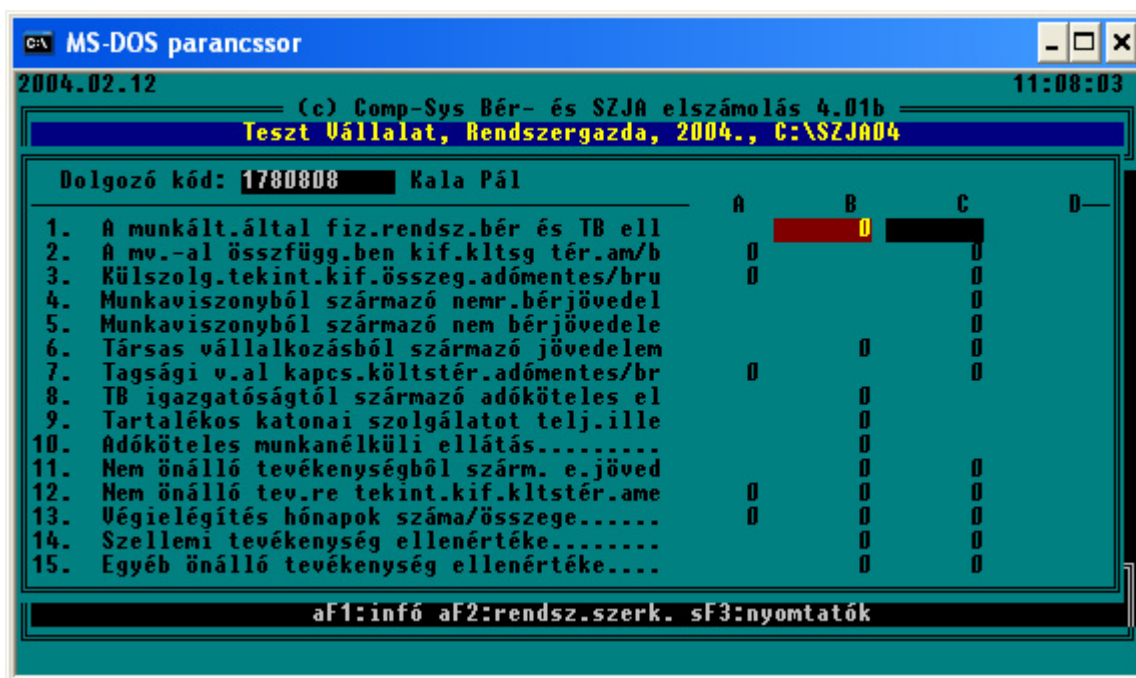 MS-DOS parancssor
2004.02.12 11:08:03
(c) Comp-Sys Bér- és SZJA elszámolás 4.01b
Teszt Vállalat, Rendszergazda, 2004., C:\SZJA04
Dolgozó kód: 1780808 Kala Pál
A B C D
1. A munkált.által fiz.rendsz.bér és TB ell 0
2. A mv.-al összfügg.ben kif.kltsg tér.am/b 0 0
3. Külszolg.tekint.kif.összeg.adómentes/bru 0 0
4. Munkaviszonyból származó nemr.bérjövedel 0
5. Munkaviszonyból származó nem bérjövedele 0
6. Társas vállalkozásból származó jövedelem 0 0
7. Tagsági v.al kapcs.költstér.adómentes/br 0 0
8. TB igazgatóságtól származó adóköteles el 0
9. Tartalékos katonai szolgálatot telj.ille 0
10. Adóköteles munkanélküli ellátás......... 0
11. Nem önálló tevékenységbôl szárm. e.jöved 0 0
12. Nem önálló tev.re tekint.kif.kltstér.ame 0 0 0
13. Végielégítés hónapok száma/összege...... 0 0 0
14. Szellemi tevékenység ellenértéke........ 0 0
15. Egyéb önálló tevékenység ellenértéke.... 0 0
aF1:infó aF2:rendsz.szerk. sF3:nyomtatók